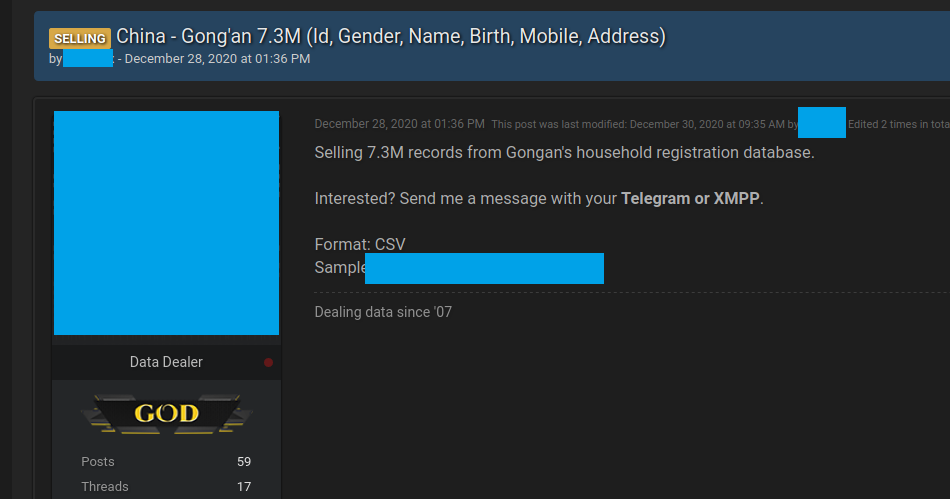 SELLING China - Gong'an 7.3M (Id, Gender, Name, Birth, Mobile, Address)
by - December 28, 2020 at 01:36 PM
December 28, 2020 at 01:36 PM This post was last modified: December 30, 2020 at 09:35 AM by Edited 2 times in tota
Selling 7.3M records from Gongan's household registration database.
Interested? Send me a message with your Telegram or XMPP.
Format: CSV
Sample
Dealing data since '07
Data Dealer
GOD
Posts 59
Threads 17